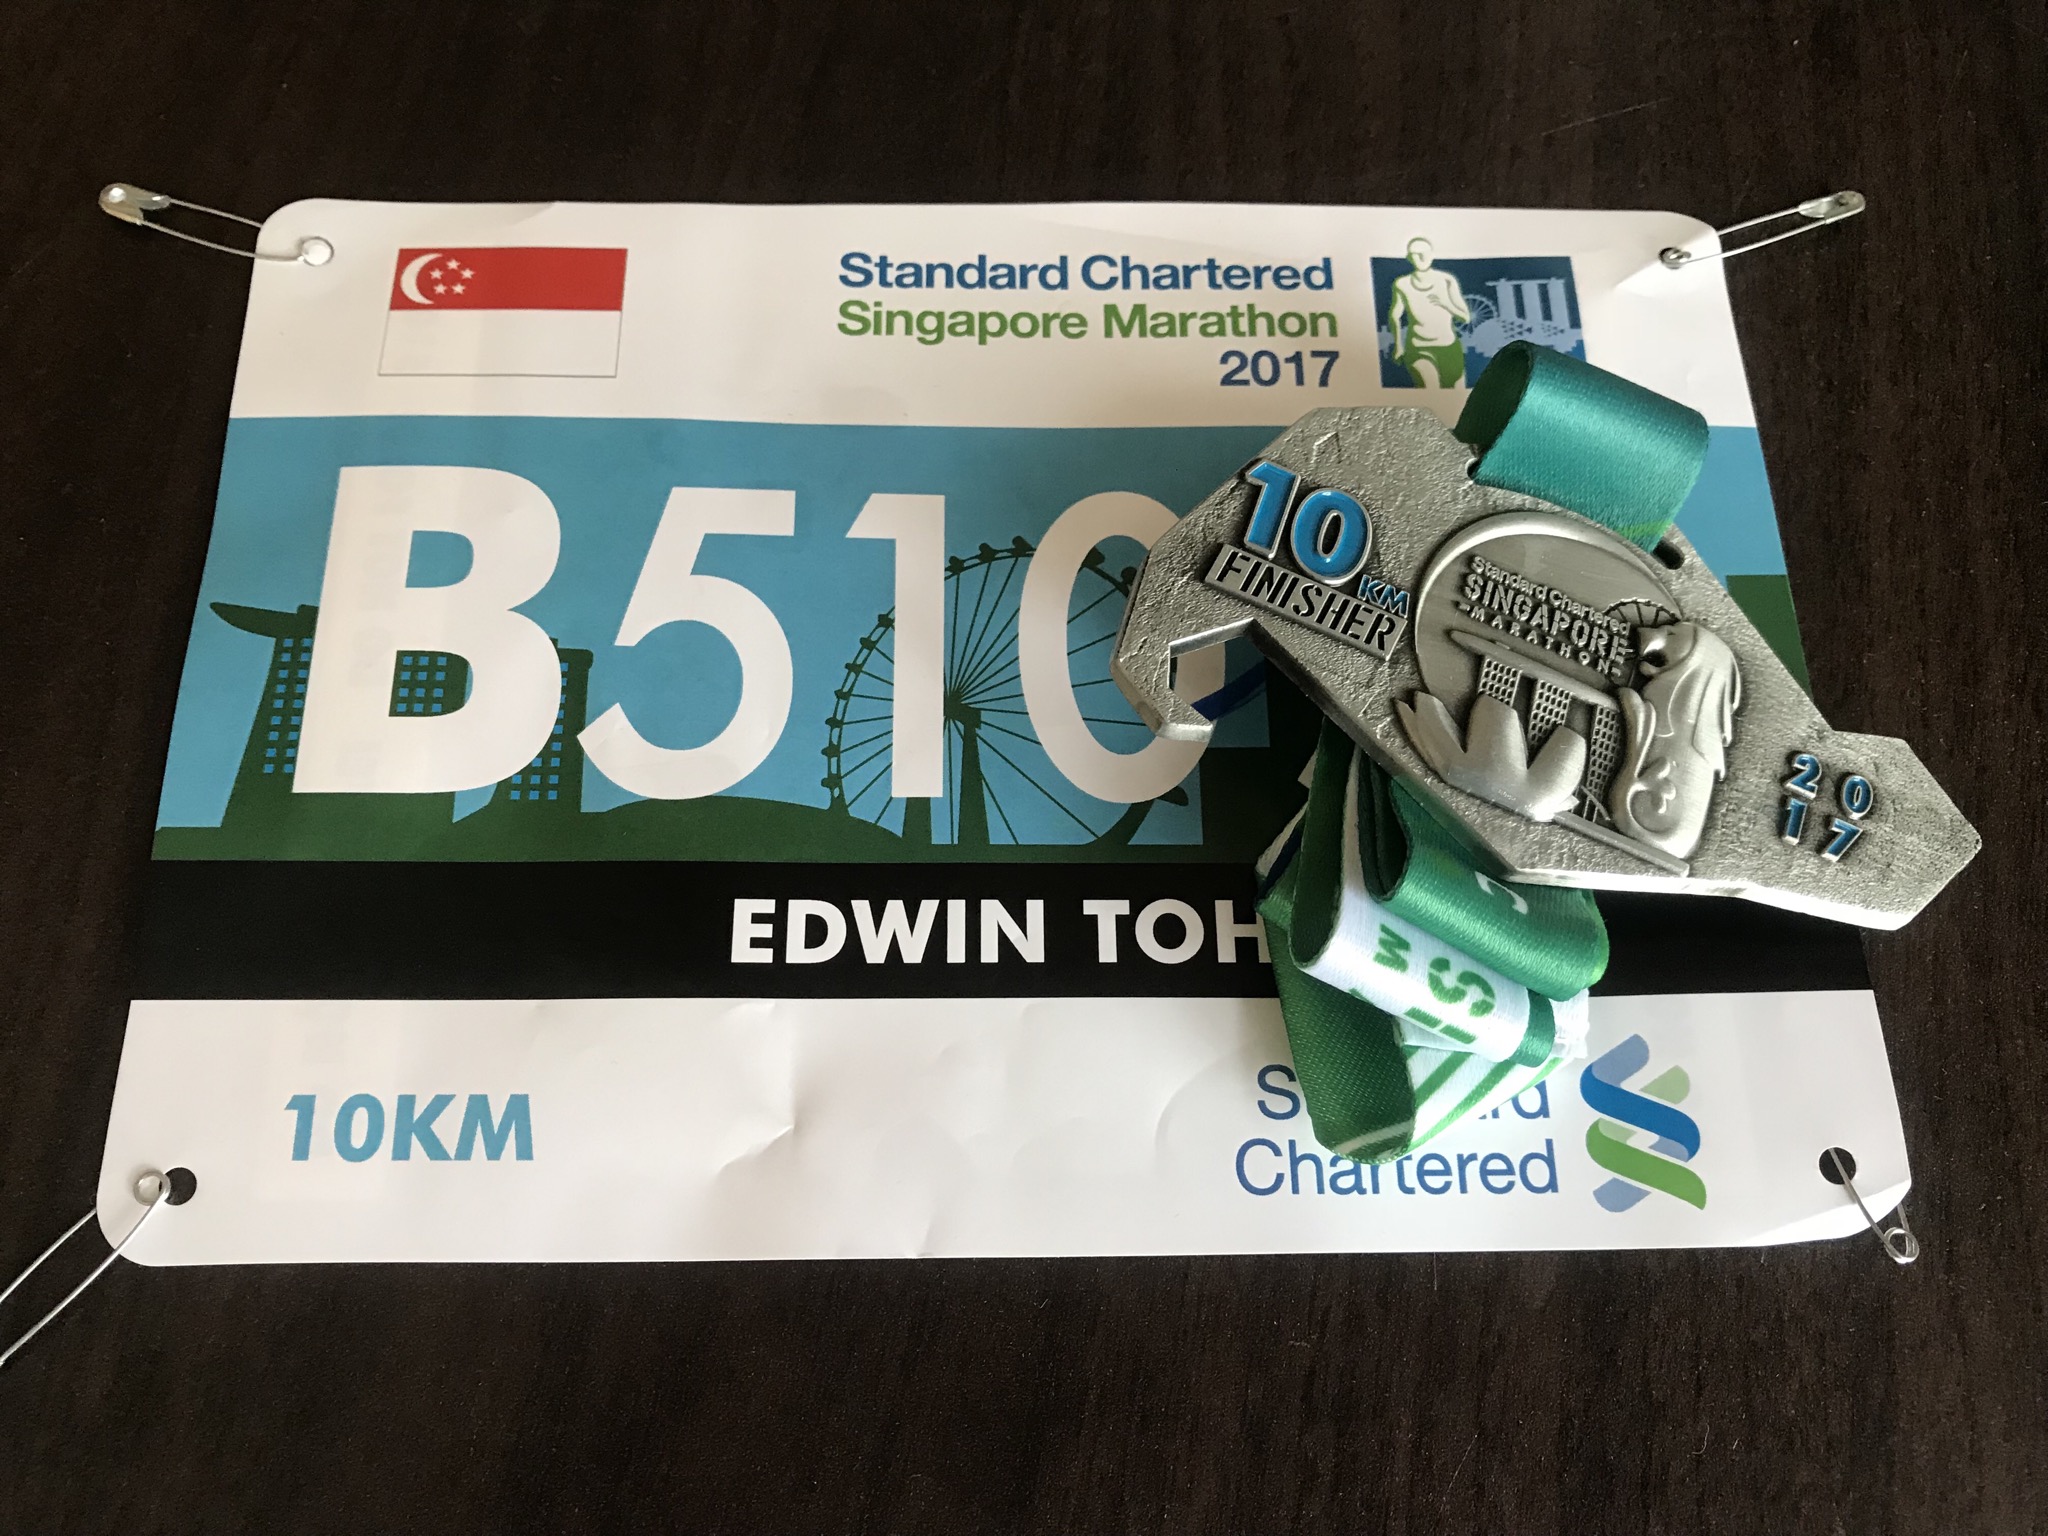 Standard Chartered
Singapore Marathon
2017
B510
10
KM
FINISHER
Standard Chartered
SINGAPORE
MARATHON
20
17
EDWIN TOH
10KM
Chartered